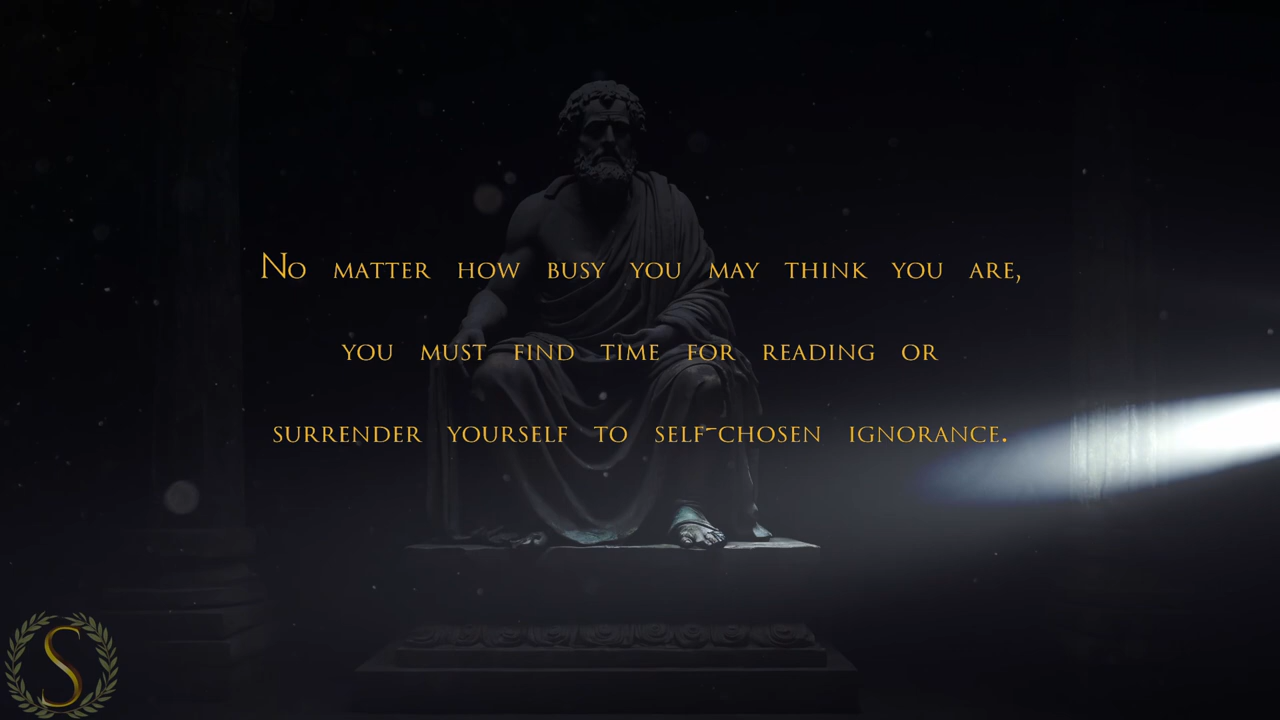 No matter how busy you may think you are,
you must find time for reading or
surrender yourself to self-chosen ignorance.
S